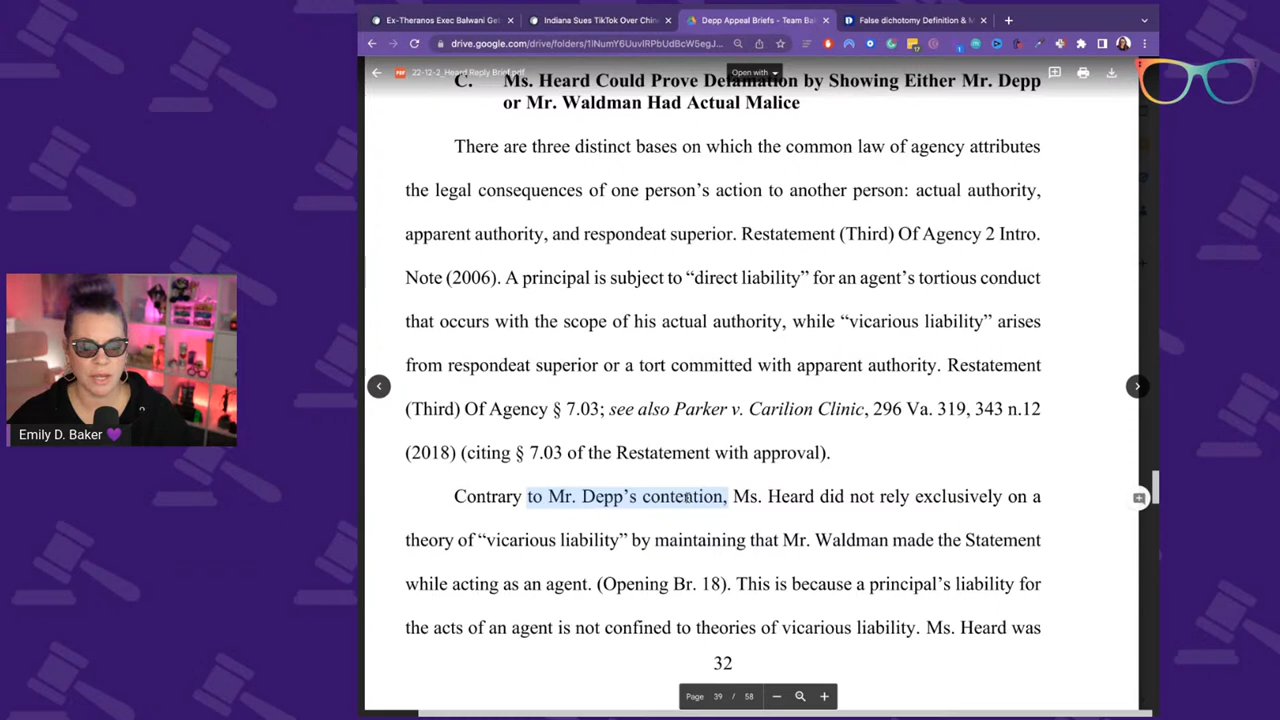 Ex-Theranos Exec Balwani Get
Indiana Sues TikTok Over Chin
Depp Appeal Briefs - Team Ba
False dichotomy Definition & M
drive.google.com/drive/folders/1lNumY6UuvIRPbUdBcW5egJ...
22-12-2_Heard Reply Brief.pdf
Open with
C. Ms. Heard Could Prove Defamation by Showing Either Mr. Depp
or Mr. Waldman Had Actual Malice
There are three distinct bases on which the common law of agency attributes
the legal consequences of one person's action to another person: actual authority,
apparent authority, and respondeat superior. Restatement (Third) Of Agency 2 Intro.
Note (2006). A principal is subject to “direct liability” for an agent's tortious conduct
that occurs with the scope of his actual authority, while “vicarious liability” arises
from respondeat superior or a tort committed with apparent authority. Restatement
(Third) Of Agency § 7.03; see also Parker v. Carilion Clinic, 296 Va. 319, 343 n.12
(2018) (citing § 7.03 of the Restatement with approval).
Contrary to Mr. Depp's contention, Ms. Heard did not rely exclusively on a
theory of “vicarious liability” by maintaining that Mr. Waldman made the Statement
while acting as an agent. (Opening Br. 18). This is because a principal's liability for
the acts of an agent is not confined to theories of vicarious liability. Ms. Heard was
32
Page 39 / 58
Emily D. Baker 💜